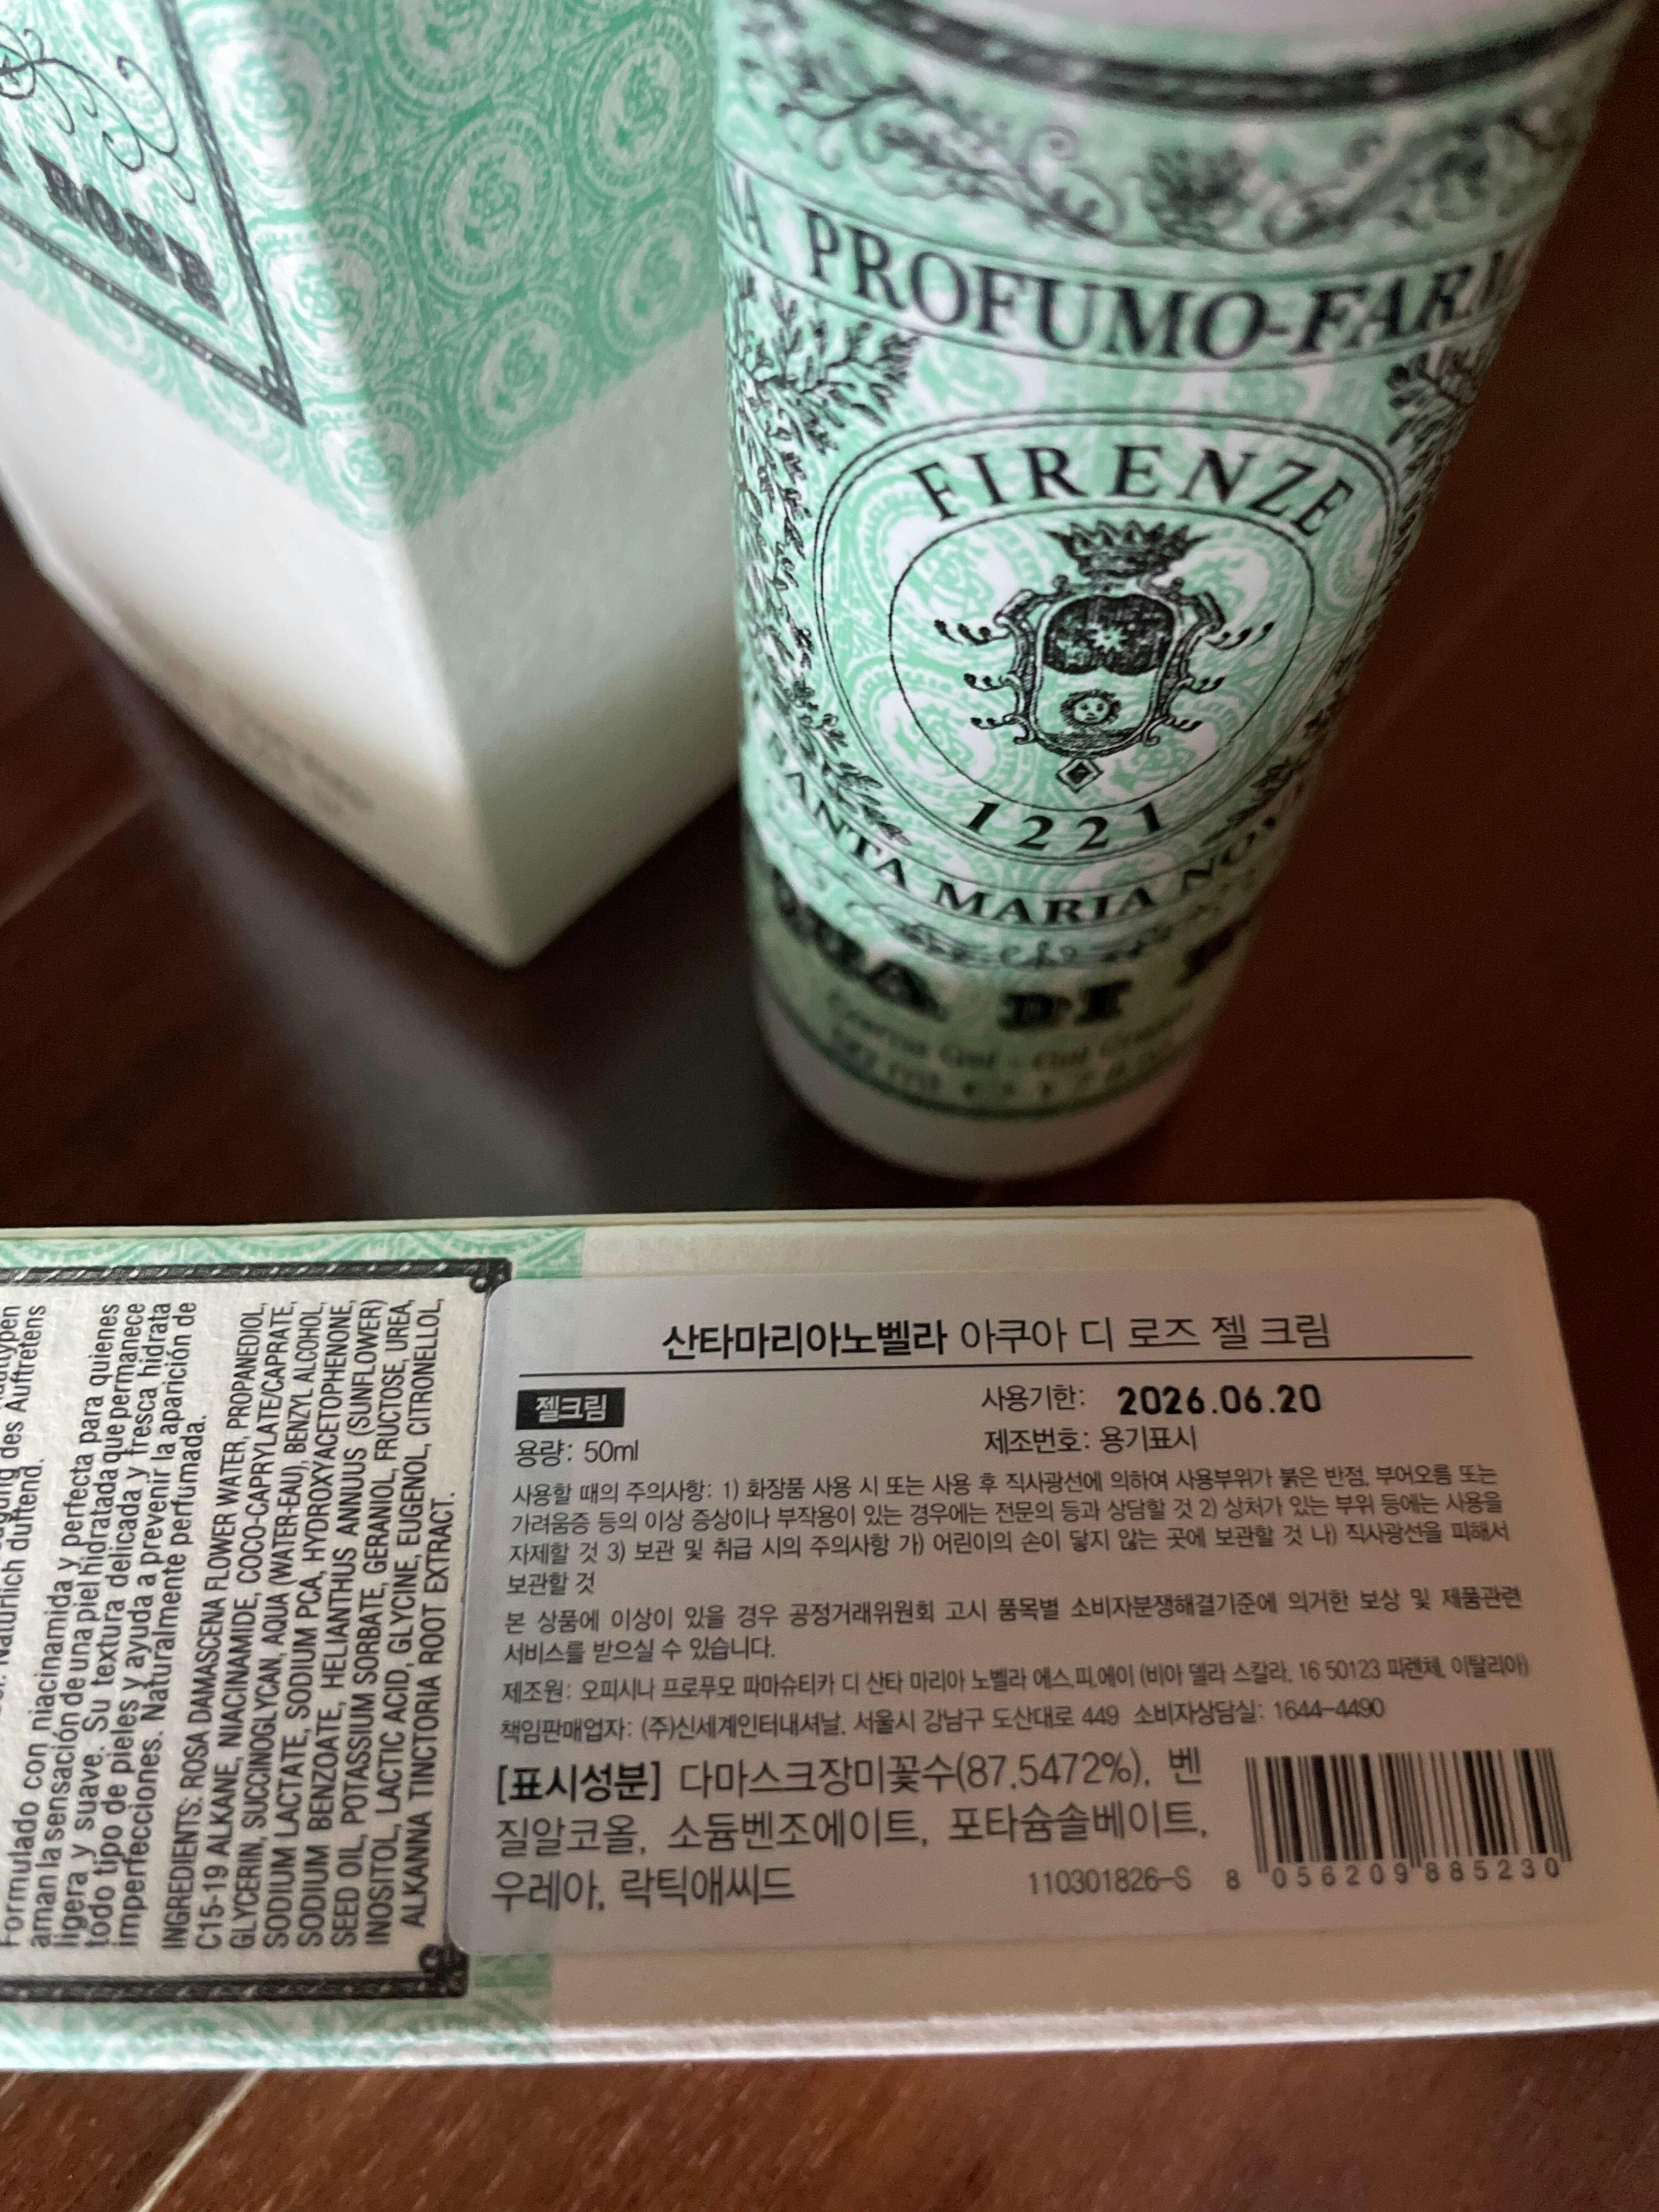 PROFUMO-FARM
FIRENZE
1221
SANTA MARIA NOV
DI
Crema Gel - Gel Cream
duftend.
des Auftretens
Formulado con niacinamida y perfecta para quienes
aman la sensación de una piel hidratada que permanece
ligera y suave. Su textura delicada y fresca hidrata
todo tipo de pieles y ayuda a prevenir la aparición de
imperfecciones. Naturalmente perfumada.
INGREDIENTS: ROSA DAMASCENA FLOWER WATER, PROPANEDIOL,
C15-19 ALKANE, NIACINAMIDE, COCO-CAPRYLATE/CAPRATE,
GLYCERIN, SUCCINOGLYCAN, AQUA (WATER-EAU), BENZYL ALCOHOL,
SODIUM LACTATE, SODIUM PCA, HYDROXYACETOPHENONE,
SODIUM BENZOATE, HELIANTHUS ANNUUS (SUNFLOWER)
SEED OIL, POTASSIUM SORBATE, GERANIOL, FRUCTOSE, UREA,
INOSITOL, LACTIC ACID, GLYCINE, EUGENOL, CITRONELLOL,
ALKANNA TINCTORIA ROOT EXTRACT.
산타마리아노벨라 아쿠아 디 로즈 젤 크림
젤크림
사용기한: 2026.06.20
용량: 50ml
제조번호: 용기표시
사용할 때의 주의사항: 1) 화장품 사용 시 또는 사용 후 직사광선에 의하여 사용부위가 붉은 반점, 부어오름 또는
가려움증 등의 이상 증상이나 부작용이 있는 경우에는 전문의 등과 상담할 것 2) 상처가 있는 부위 등에는 사용을
자제할 것 3) 보관 및 취급 시의 주의사항 가) 어린이의 손이 닿지 않는 곳에 보관할 것 나) 직사광선을 피해서
보관할 것
본 상품에 이상이 있을 경우 공정거래위원회 고시 품목별 소비자분쟁해결기준에 의거한 보상 및 제품관련
서비스를 받으실 수 있습니다.
제조원: 오피시나 프로푸모 파마슈티카 디 산타 마리아 노벨라 에스.피.에이 (비아 델라 스칼라, 16 50123 피렌체, 이탈리아)
책임판매업자: (주)신세계인터내셔날, 서울시 강남구 도산대로 449 소비자상담실: 1644-4490
[표시성분] 다마스크장미꽃수(87.5472%), 벤
질알코올, 소듐벤조에이트, 포타슘솔베이트,
우레아, 락틱애씨드
110301826-S
8 056209 885230